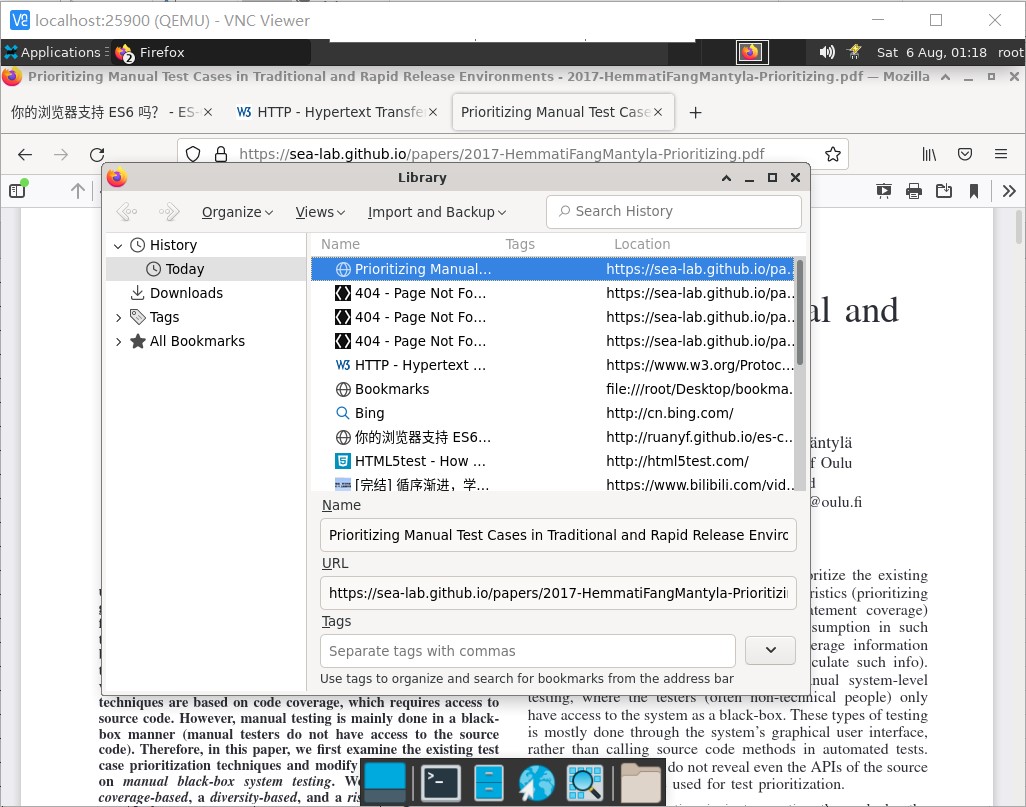 localhost:25900 (QEMU) - VNC Viewer
Applications
2 Firefox
Sat 6 Aug, 01:18 root
Prioritizing Manual Test Cases in Traditional and Rapid Release Environments - 2017-HemmatiFangMantyla-Prioritizing.pdf — Mozilla
你的浏览器支持 ES6 吗? - ES-
W3 HTTP - Hypertext Transfe
Prioritizing Manual Test Case
https://sea-lab.github.io/papers/2017-HemmatiFangMantyla-Prioritizing.pdf
Library
Organize Views Import and Backup Search History
Name Tags Location
History
Today
Downloads
Tags
All Bookmarks
Prioritizing Manual... https://sea-lab.github.io/pa...
404 - Page Not Fo... https://sea-lab.github.io/pa...
404 - Page Not Fo... https://sea-lab.github.io/pa...
404 - Page Not Fo... https://sea-lab.github.io/pa...
W3 HTTP - Hypertext ... https://www.w3.org/Protoc...
Bookmarks file:///root/Desktop/bookma...
Bing http://cn.bing.com/
你的浏览器支持 ES6... http://ruanyf.github.io/es-c...
HTML5test - How ... http://html5test.com/
[完结] 循序渐进，学... https://www.bilibili.com/vid...
Name
Prioritizing Manual Test Cases in Traditional and Rapid Release Enviro
URL
https://sea-lab.github.io/papers/2017-HemmatiFangMantyla-Prioritizi
Tags
Separate tags with commas
Use tags to organize and search for bookmarks from the address bar
al and
äntylä
f Oulu
d
@oulu.fi
oritize the existing
ristics (prioritizing
atement coverage)
sumption in such
erage information
culate such info).
nual system-level
testing, where the testers (often non-technical people) only
have access to the system as a black-box. These types of testing
is mostly done through the system's graphical user interface,
rather than calling source code methods in automated tests.
do not reveal even the APIs of the source
used for test prioritization.
techniques are based on code coverage, which requires access to
source code. However, manual testing is mainly done in a black-
box manner (manual testers do not have access to the source
code). Therefore, in this paper, we first examine the existing test
case prioritization techniques and modify
on manual black-box system testing. We
coverage-based, a diversity-based, and a ris